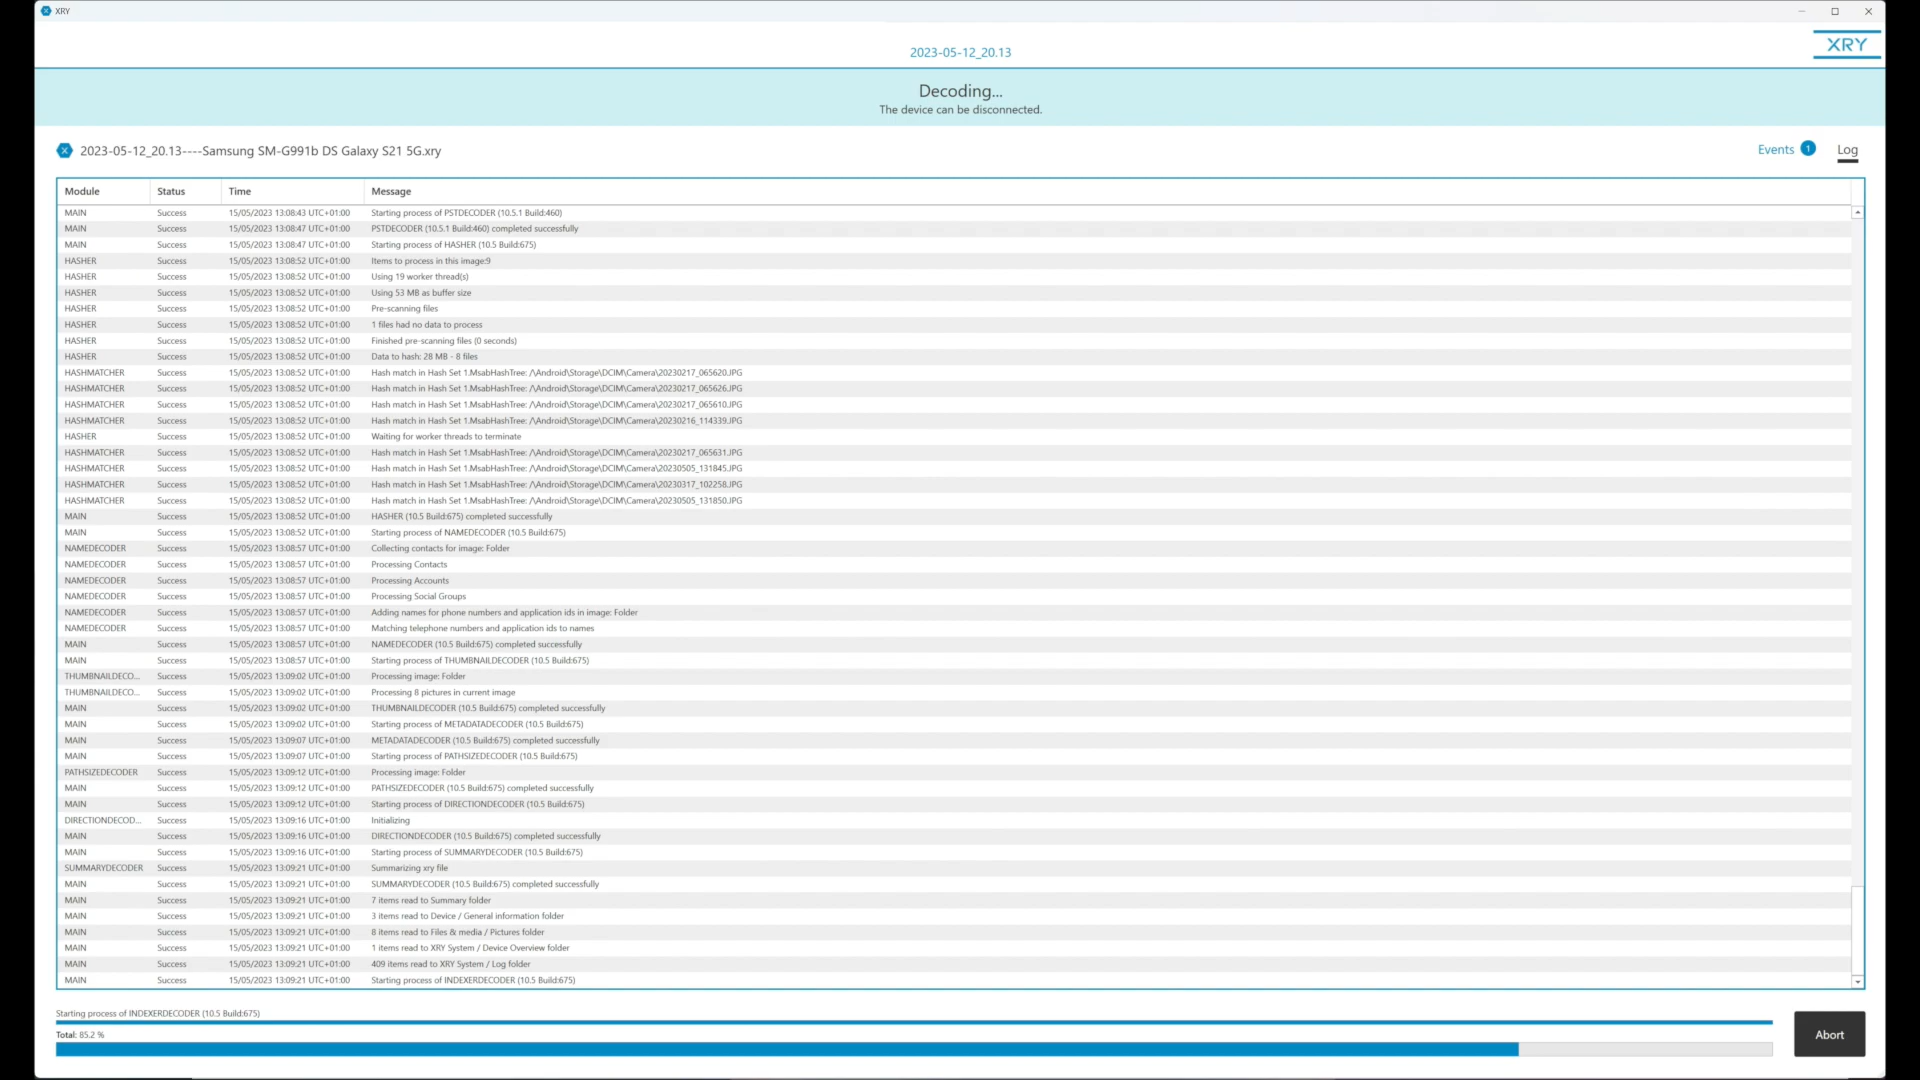 XRY
2023-05-12_20.13
XRY
Decoding...
The device can be disconnected.
2023-05-12_20.13----Samsung SM-G991b DS Galaxy S21 5G.xry
Events 1 Log
Module Status Time Message
MAIN Success 15/05/2023 13:08:43 UTC+01:00 Starting process of PSTDECODER (10.5.1 Build:460)
MAIN Success 15/05/2023 13:08:47 UTC+01:00 PSTDECODER (10.5.1 Build:460) completed successfully
MAIN Success 15/05/2023 13:08:47 UTC+01:00 Starting process of HASHER (10.5 Build:675)
HASHER Success 15/05/2023 13:08:52 UTC+01:00 Items to process in this image:9
HASHER Success 15/05/2023 13:08:52 UTC+01:00 Using 19 worker thread(s)
HASHER Success 15/05/2023 13:08:52 UTC+01:00 Using 53 MB as buffer size
HASHER Success 15/05/2023 13:08:52 UTC+01:00 Pre-scanning files
HASHER Success 15/05/2023 13:08:52 UTC+01:00 1 files had no data to process
HASHER Success 15/05/2023 13:08:52 UTC+01:00 Finished pre-scanning files (0 seconds)
HASHER Success 15/05/2023 13:08:52 UTC+01:00 Data to hash: 28 MB - 8 files
HASHMATCHER Success 15/05/2023 13:08:52 UTC+01:00 Hash match in Hash Set 1.MsabHashTree: /\Android\Storage\DCIM\Camera\20230217_065620.JPG
HASHMATCHER Success 15/05/2023 13:08:52 UTC+01:00 Hash match in Hash Set 1.MsabHashTree: /\Android\Storage\DCIM\Camera\20230217_065626.JPG
HASHMATCHER Success 15/05/2023 13:08:52 UTC+01:00 Hash match in Hash Set 1.MsabHashTree: /\Android\Storage\DCIM\Camera\20230217_065610.JPG
HASHMATCHER Success 15/05/2023 13:08:52 UTC+01:00 Hash match in Hash Set 1.MsabHashTree: /\Android\Storage\DCIM\Camera\20230216_114339.JPG
HASHER Success 15/05/2023 13:08:52 UTC+01:00 Waiting for worker threads to terminate
HASHMATCHER Success 15/05/2023 13:08:52 UTC+01:00 Hash match in Hash Set 1.MsabHashTree: /\Android\Storage\DCIM\Camera\20230217_065631.JPG
HASHMATCHER Success 15/05/2023 13:08:52 UTC+01:00 Hash match in Hash Set 1.MsabHashTree: /\Android\Storage\DCIM\Camera\20230505_131845.JPG
HASHMATCHER Success 15/05/2023 13:08:52 UTC+01:00 Hash match in Hash Set 1.MsabHashTree: /\Android\Storage\DCIM\Camera\20230317_102258.JPG
HASHMATCHER Success 15/05/2023 13:08:52 UTC+01:00 Hash match in Hash Set 1.MsabHashTree: /\Android\Storage\DCIM\Camera\20230505_131850.JPG
MAIN Success 15/05/2023 13:08:52 UTC+01:00 HASHER (10.5 Build:675) completed successfully
MAIN Success 15/05/2023 13:08:52 UTC+01:00 Starting process of NAMEDECODER (10.5 Build:675)
NAMEDECODER Success 15/05/2023 13:08:57 UTC+01:00 Collecting contacts for image: Folder
NAMEDECODER Success 15/05/2023 13:08:57 UTC+01:00 Processing Contacts
NAMEDECODER Success 15/05/2023 13:08:57 UTC+01:00 Processing Accounts
NAMEDECODER Success 15/05/2023 13:08:57 UTC+01:00 Processing Social Groups
NAMEDECODER Success 15/05/2023 13:08:57 UTC+01:00 Adding names for phone numbers and application ids in image: Folder
NAMEDECODER Success 15/05/2023 13:08:57 UTC+01:00 Matching telephone numbers and application ids to names
MAIN Success 15/05/2023 13:08:57 UTC+01:00 NAMEDECODER (10.5 Build:675) completed successfully
MAIN Success 15/05/2023 13:08:57 UTC+01:00 Starting process of THUMBNAILDECODER (10.5 Build:675)
THUMBNAILDECO... Success 15/05/2023 13:09:02 UTC+01:00 Processing image: Folder
THUMBNAILDECO... Success 15/05/2023 13:09:02 UTC+01:00 Processing 8 pictures in current image
MAIN Success 15/05/2023 13:09:02 UTC+01:00 THUMBNAILDECODER (10.5 Build:675) completed successfully
MAIN Success 15/05/2023 13:09:02 UTC+01:00 Starting process of METADATADECODER (10.5 Build:675)
MAIN Success 15/05/2023 13:09:07 UTC+01:00 METADATADECODER (10.5 Build:675) completed successfully
MAIN Success 15/05/2023 13:09:07 UTC+01:00 Starting process of PATHSIZEDECODER (10.5 Build:675)
PATHSIZEDECODER Success 15/05/2023 13:09:12 UTC+01:00 Processing image: Folder
MAIN Success 15/05/2023 13:09:12 UTC+01:00 PATHSIZEDECODER (10.5 Build:675) completed successfully
MAIN Success 15/05/2023 13:09:12 UTC+01:00 Starting process of DIRECTIONDECODER (10.5 Build:675)
DIRECTIONDECOD... Success 15/05/2023 13:09:16 UTC+01:00 Initializing
MAIN Success 15/05/2023 13:09:16 UTC+01:00 DIRECTIONDECODER (10.5 Build:675) completed successfully
MAIN Success 15/05/2023 13:09:16 UTC+01:00 Starting process of SUMMARYDECODER (10.5 Build:675)
SUMMARYDECODER Success 15/05/2023 13:09:21 UTC+01:00 Summarizing xry file
MAIN Success 15/05/2023 13:09:21 UTC+01:00 SUMMARYDECODER (10.5 Build:675) completed successfully
MAIN Success 15/05/2023 13:09:21 UTC+01:00 7 items read to Summary folder
MAIN Success 15/05/2023 13:09:21 UTC+01:00 3 items read to Device / General information folder
MAIN Success 15/05/2023 13:09:21 UTC+01:00 8 items read to Files & media / Pictures folder
MAIN Success 15/05/2023 13:09:21 UTC+01:00 1 items read to XRY System / Device Overview folder
MAIN Success 15/05/2023 13:09:21 UTC+01:00 409 items read to XRY System / Log folder
MAIN Success 15/05/2023 13:09:21 UTC+01:00 Starting process of INDEXERDECODER (10.5 Build:675)
Starting process of INDEXERDECODER (10.5 Build:675)
Total: 85.2 %
Abort